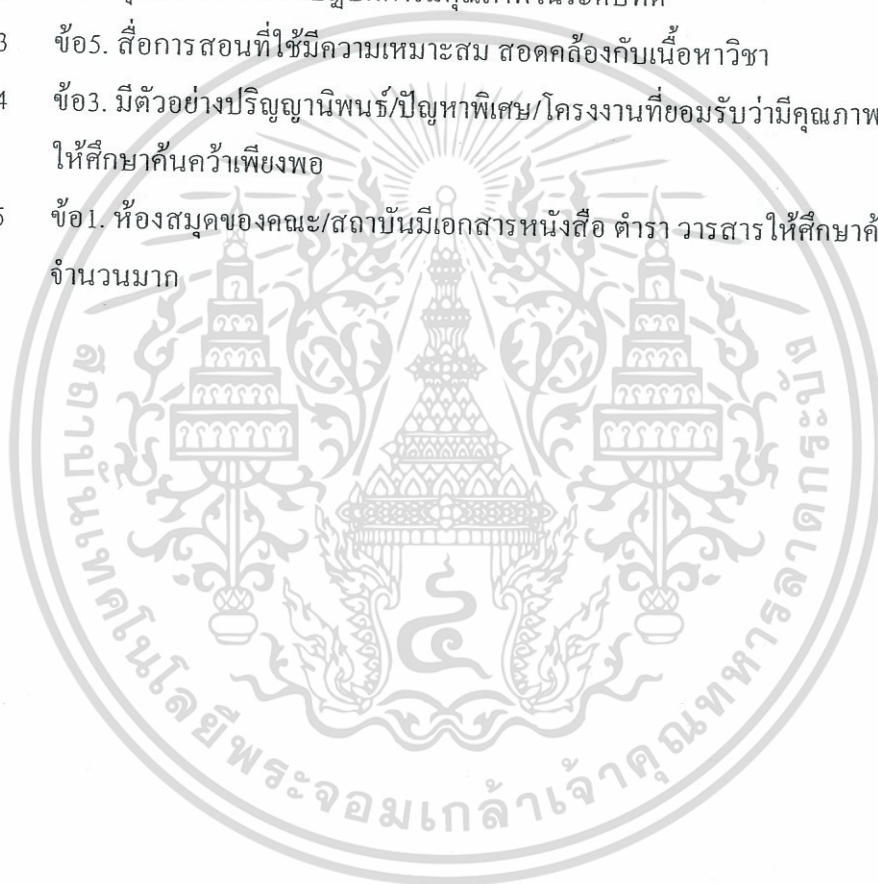 3 ข้อ5. สื่อการสอนที่ใช้มีความเหมาะสม สอดคล้องกับเนื้อหาวิชา
4 ข้อ3. มีตัวอย่างปริญญานิพนธ์/ปัญหาพิเศษ/โครงงานที่ยอมรับว่ามีคุณภาพ
ให้ศึกษาค้นคว้าเพียงพอ
5 ข้อ1. ห้องสมุดของคณะ/สถาบันมีเอกสารหนังสือ ตำรา วารสารให้ศึกษาค้
จำนวนมาก
สถาบันเทคโนโลยีพระจอมเกล้าเจ้าคุณทหารลาดกระบัง